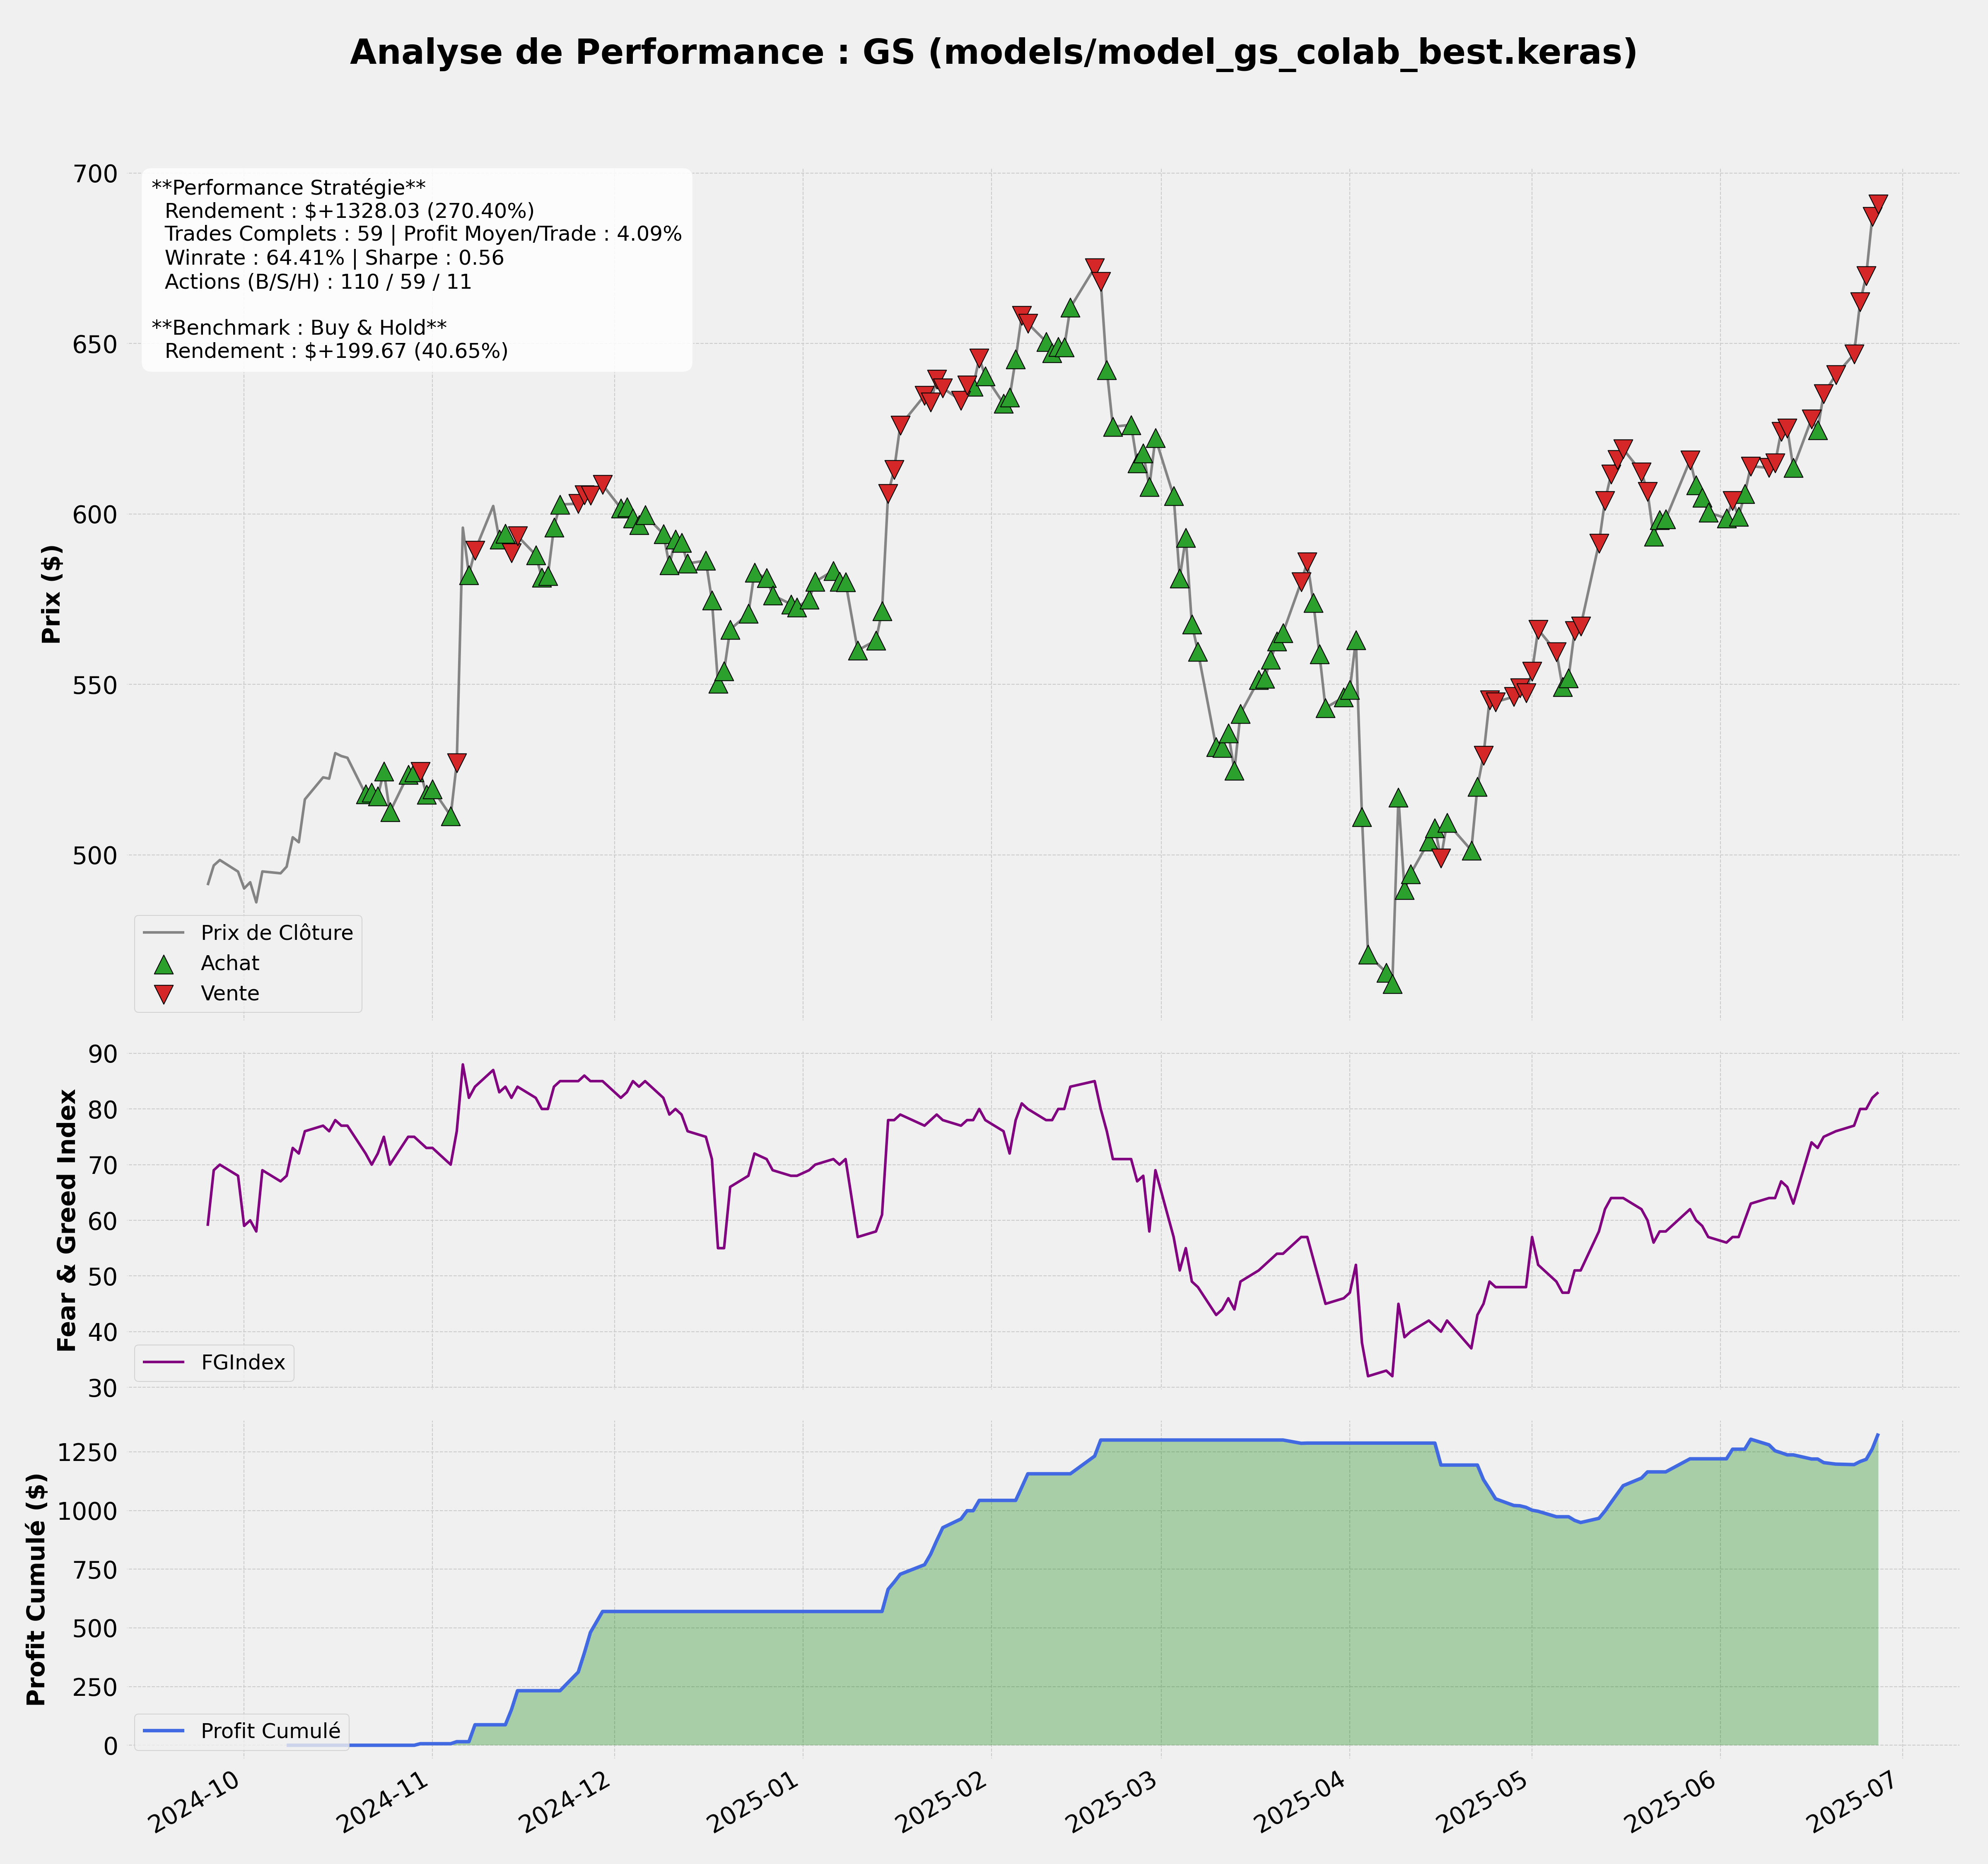 Analyse de Performance : GS (models/model_gs_colab_best.keras)
**Performance Stratégie**
Rendement : $+1328.03 (270.40%)
Trades Complets : 59 | Profit Moyen/Trade : 4.09%
Winrate : 64.41% | Sharpe : 0.56
Actions (B/S/H) : 110 / 59 / 11
**Benchmark : Buy & Hold**
Rendement : $+199.67 (40.65%)
Prix ($)
700
650
600
550
500
Prix de Clôture
Achat
Vente
Fear & Greed Index
90
80
70
60
50
40
30
FGIndex
Profit Cumulé ($)
1250
1000
750
500
250
0
Profit Cumulé
2024-10
2024-11
2024-12
2025-01
2025-02
2025-03
2025-04
2025-05
2025-06
2025-07